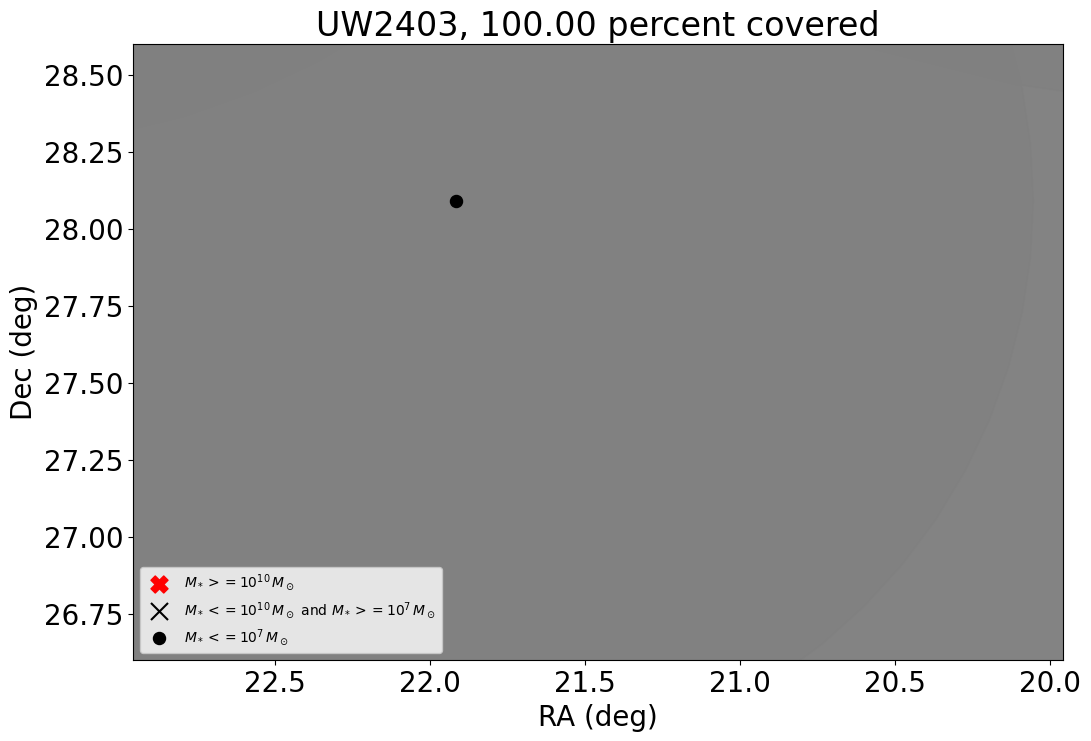 UW2403, 100.00 percent covered
28.50
28.25
28.00
27.75
27.50
27.25
27.00
26.75
Dec (deg)
M* >= 10^10 M⊙
M* <= 10^10 M⊙ and M* >= 10^7 M⊙
M* <= 10^7 M⊙
22.5 22.0 21.5 21.0 20.5 20.0
RA (deg)